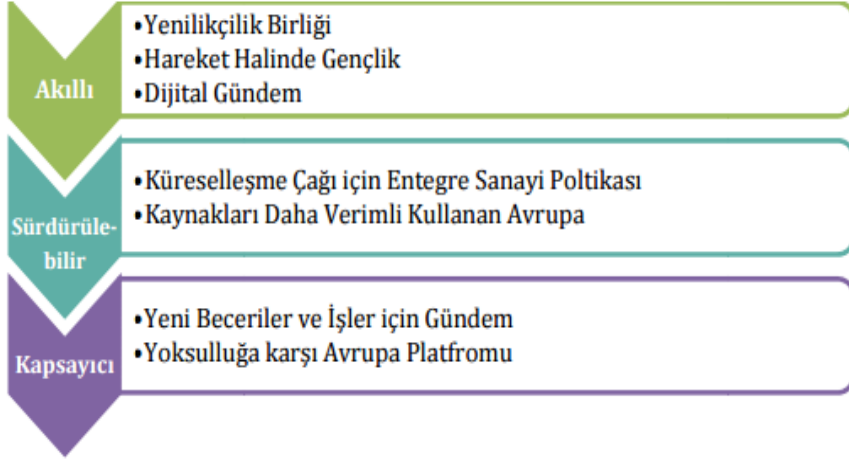 Akıllı
•Yenilikçilik Birliği
•Hareket Halinde Gençlik
•Dijital Gündem
Sürdürüle-
bilir
•Küreselleşme Çağı için Entegre Sanayi Poltikası
•Kaynakları Daha Verimli Kullanan Avrupa
Kapsayıcı
•Yeni Beceriler ve İşler için Gündem
•Yoksulluğa karşı Avrupa Platfromu